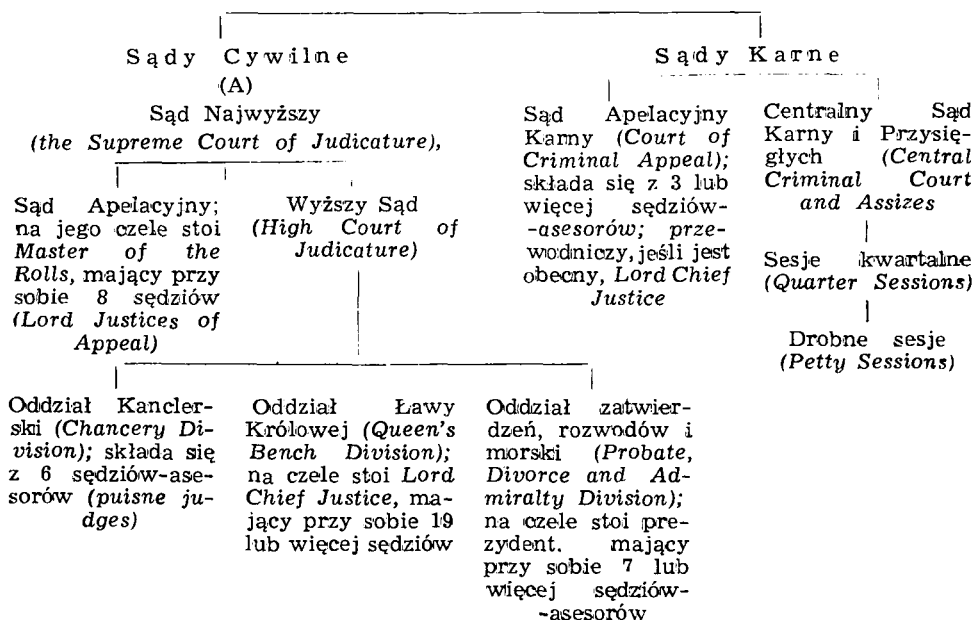 Sądy Cywilne
(A)
Sąd Najwyższy
(the Supreme Court of Judicature),
Sąd Apelacyjny;
na jego czele stoi
Master of the
Rolls, mający przy
sobie 8 sędziów
(Lord Justices of
Appeal)
Wyższy Sąd
(High Court of
Judicature)
Oddział Kancler-
ski (Chancery Di-
vision); składa się
z 6 sędziów-ase-
sorów (puisne ju-
dges)
Oddział Ławy
Królowej (Queen's
Bench Division);
na czele stoi Lord
Chief Justice, ma-
jący przy sobie 19
lub więcej sędziów
Oddział zatwier-
dzeń, rozwodów i
morski (Probate,
Divorce and Ad-
miralty Division);
na czele stoi pre-
zydent. mający
przy sobie 7 lub
więcej sędziów-
-asesorów
Sądy Karne
Sąd Apelacyjny
Karny (Court of
Criminal Appeal);
składa się z 3 lub
więcej sędziów-
-asesorów; prze-
wodniczy, jeśli jest
obecny, Lord Chief
Justice
Centralny Sąd
Karny i Przysię-
głych (Central
Criminal Court
and Assizes
Sesje kwartalne
(Quarter Sessions)
Drobne sesje
(Petty Sessions)